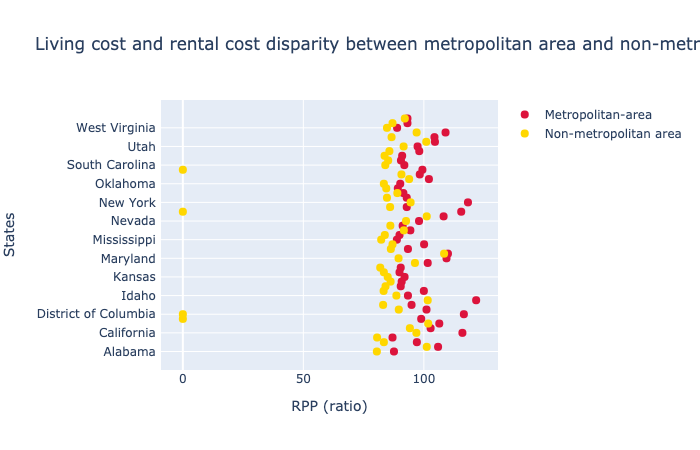 Living cost and rental cost disparity between metropolitan area and non-metr
Metropolitan-area
Non-metropolitan area
West Virginia
Utah
South Carolina
Oklahoma
New York
Nevada
Mississippi
Maryland
Kansas
Idaho
District of Columbia
California
Alabama
States
0 50 100
RPP (ratio)